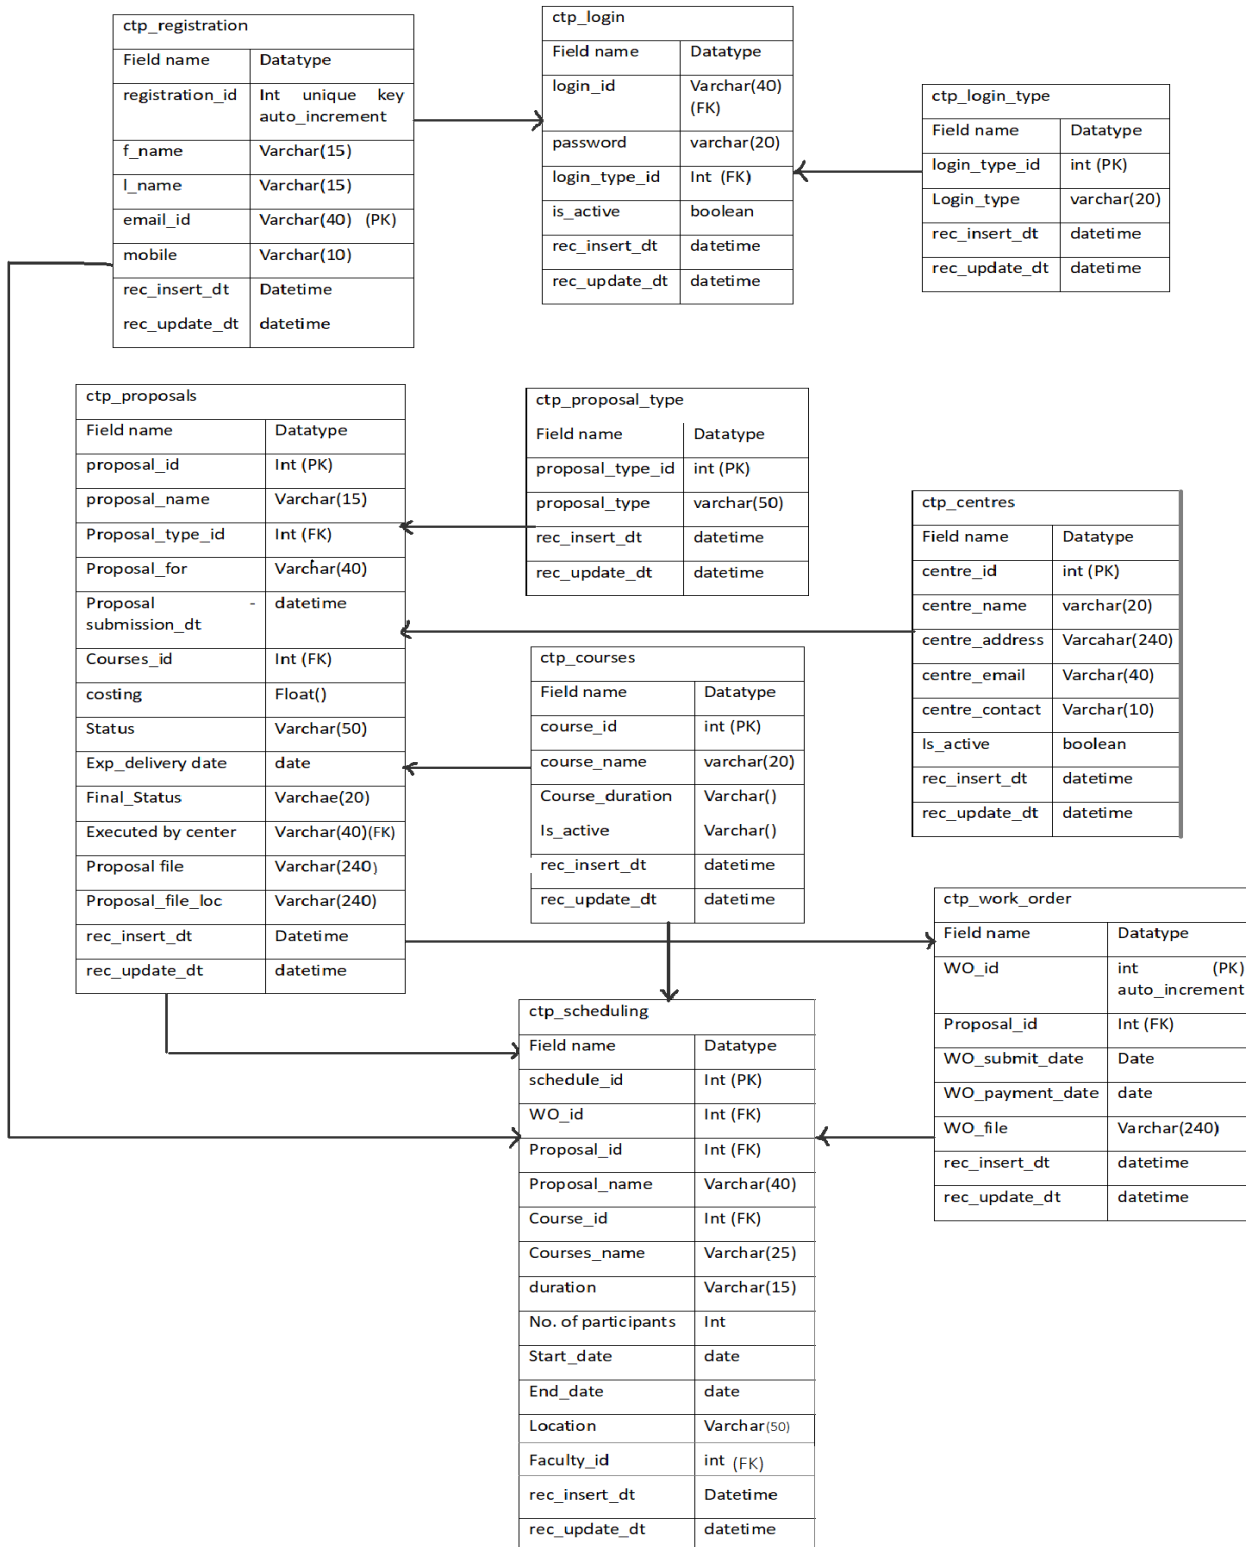 ctp_registration
Field name Datatype
registration_id Int unique key
auto_increment
f_name Varchar(15)
l_name Varchar(15)
email_id Varchar(40) (PK)
mobile Varchar(10)
rec_insert_dt Datetime
rec_update_dt datetime
ctp_login
Field name Datatype
login_id Varchar(40)
(FK)
password varchar(20)
login_type_id Int (FK)
is_active boolean
rec_insert_dt datetime
rec_update_dt datetime
ctp_login_type
Field name Datatype
login_type_id int (PK)
Login_type varchar(20)
rec_insert_dt datetime
rec_update_dt datetime
ctp_proposals
Field name Datatype
proposal_id Int (PK)
proposal_name Varchar(15)
Proposal_type_id Int (FK)
Proposal_for Varchar(40)
Proposal - datetime
submission_dt
Courses_id Int (FK)
costing Float()
Status Varchar(50)
Exp_delivery date date
Final_Status Varchae(20)
Executed by center Varchar(40)(FK)
Proposal file Varchar(240)
Proposal_file_loc Varchar(240)
rec_insert_dt Datetime
rec_update_dt datetime
ctp_proposal_type
Field name Datatype
proposal_type_id int (PK)
proposal_type varchar(50)
rec_insert_dt datetime
rec_update_dt datetime
ctp_centres
Field name Datatype
centre_id int (PK)
centre_name varchar(20)
centre_address Varcahar(240)
centre_email Varchar(40)
centre_contact Varchar(10)
Is_active boolean
rec_insert_dt datetime
rec_update_dt datetime
ctp_courses
Field name Datatype
course_id int (PK)
course_name varchar(20)
Course_duration Varchar()
Is_active Varchar()
rec_insert_dt datetime
rec_update_dt datetime
ctp_work_order
Field name Datatype
WO_id int (PK)
auto_increment
Proposal_id Int (FK)
WO_submit_date Date
WO_payment_date date
WO_file Varchar(240)
rec_insert_dt datetime
rec_update_dt datetime
ctp_scheduling
Field name Datatype
schedule_id Int (PK)
WO_id Int (FK)
Proposal_id Int (FK)
Proposal_name Varchar(40)
Course_id Int (FK)
Courses_name Varchar(25)
duration Varchar(15)
No. of participants Int
Start_date date
End_date date
Location Varchar(50)
Faculty_id int (FK)
rec_insert_dt Datetime
rec_update_dt datetime